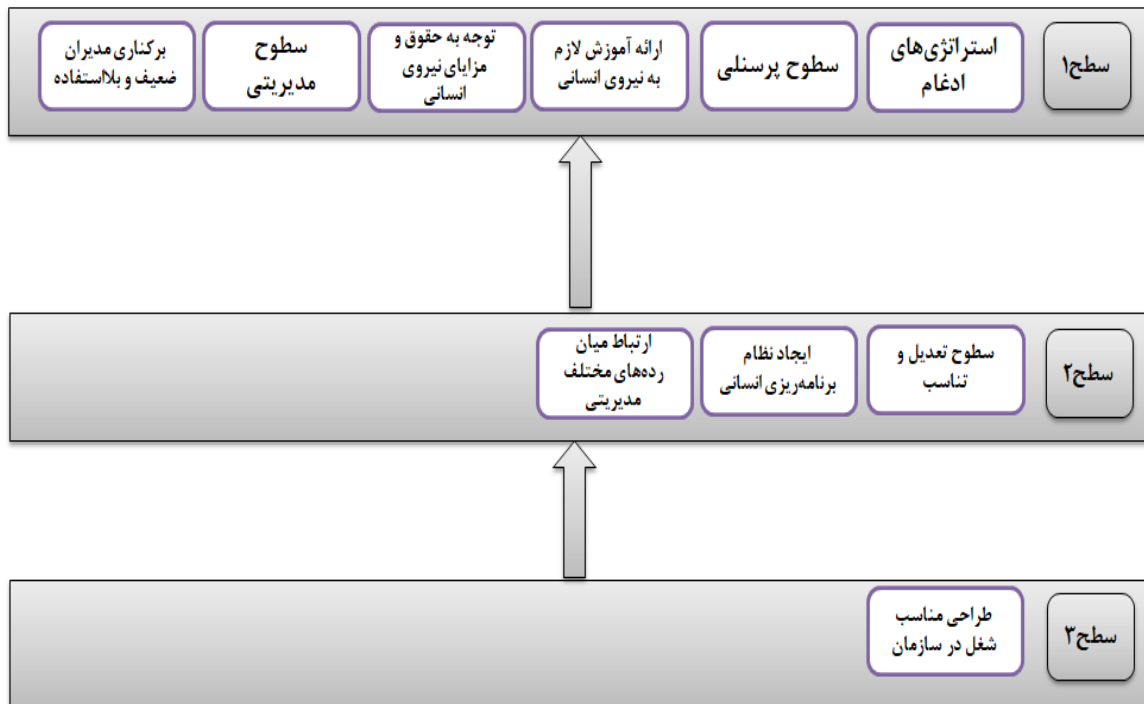 سطح۱
استراتژی‌های
ادغام
سطوح پرسنلی
ارائه آموزش لازم
به نیروی انسانی
توجه به حقوق و
مزایای نیروی
انسانی
سطوح
مدیریتی
برکناری مدیران
ضعیف و بلااستفاده
سطح۲
سطوح تعدیل و
تناسب
ایجاد نظام
برنامه‌ریزی انسانی
ارتباط میان
رده‌های مختلف
مدیریتی
سطح۳
طراحی مناسب
شغل در سازمان